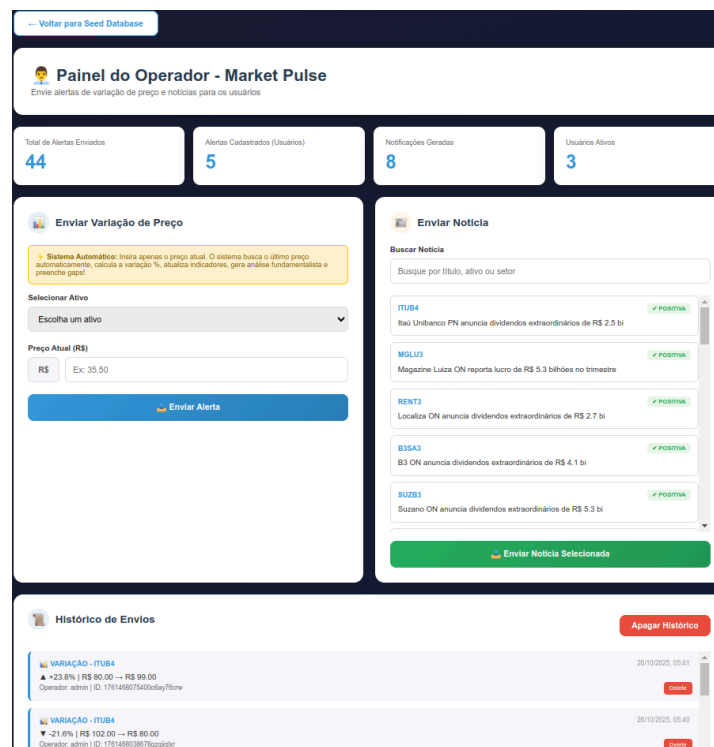 ← Voltar para Seed Database
Painel do Operador - Market Pulse
Envie alertas de variação de preço e notícias para os usuários
Total de Alertas Enviados
44
Alertas Cadastrados (Usuários)
5
Notificações Geradas
8
Usuários Ativos
3
Enviar Variação de Preço
⚡ Sistema Automático: Insira apenas o preço atual. O sistema busca o último preço
automaticamente, calcula a variação %, atualiza indicadores, gera análise fundamentalista e
preenche gaps!
Selecionar Ativo
Escolha um ativo
Preço Atual (R$)
R$ Ex: 35.50
Enviar Alerta
Enviar Notícia
Buscar Notícia
Busque por título, ativo ou setor
ITUB4 ✔ POSITIVA
Itaú Unibanco PN anuncia dividendos extraordinários de R$ 2.5 bi
MGLU3 ✔ POSITIVA
Magazine Luiza ON reporta lucro de R$ 5.3 bilhões no trimestre
RENT3 ✔ POSITIVA
Localiza ON anuncia dividendos extraordinários de R$ 2.7 bi
B3SA3 ✔ POSITIVA
B3 ON anuncia dividendos extraordinários de R$ 4.1 bi
SUZB3 ✔ POSITIVA
Suzano ON anuncia dividendos extraordinários de R$ 5.3 bi
Enviar Notícia Selecionada
Histórico de Envios
Apagar Histórico
VARIAÇÃO - ITUB4 26/10/2025, 05:41
▲ +23.8% | R$ 80.00 → R$ 99.00
Operador: admin | ID:
Delete
VARIAÇÃO - ITUB4 26/10/2025, 05:40
▼ -21.6% | R$ 102.00 → R$ 80.00
Operador: admin | ID:
Delete